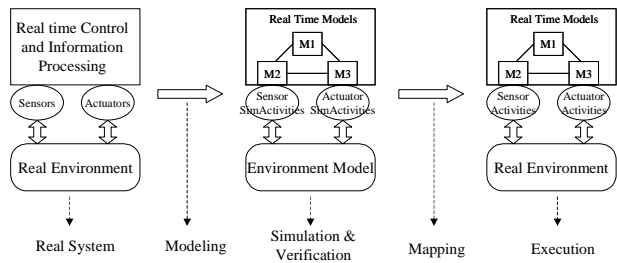 Real time Control
and Information
Processing
Sensors
Actuators
Real Environment
Real System
Modeling
Real Time Models
M1
M2
M3
Sensor
SimActivities
Actuator
SimActivities
Environment Model
Simulation &
Verification
Mapping
Real Time Models
M1
M2
M3
Sensor
Activities
Actuator
Activities
Real Environment
Execution